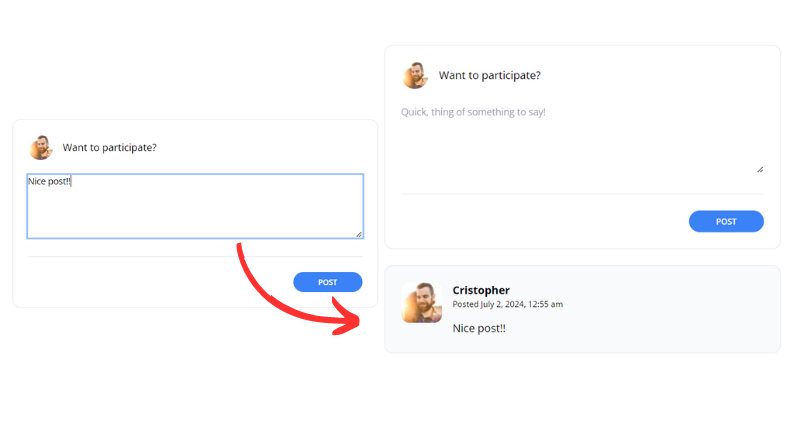 Want to participate?
Nice post!!
POST
Want to participate?
Quick, thing of something to say!
POST
Cristopher
Posted July 2, 2024, 12:55 am
Nice post!!